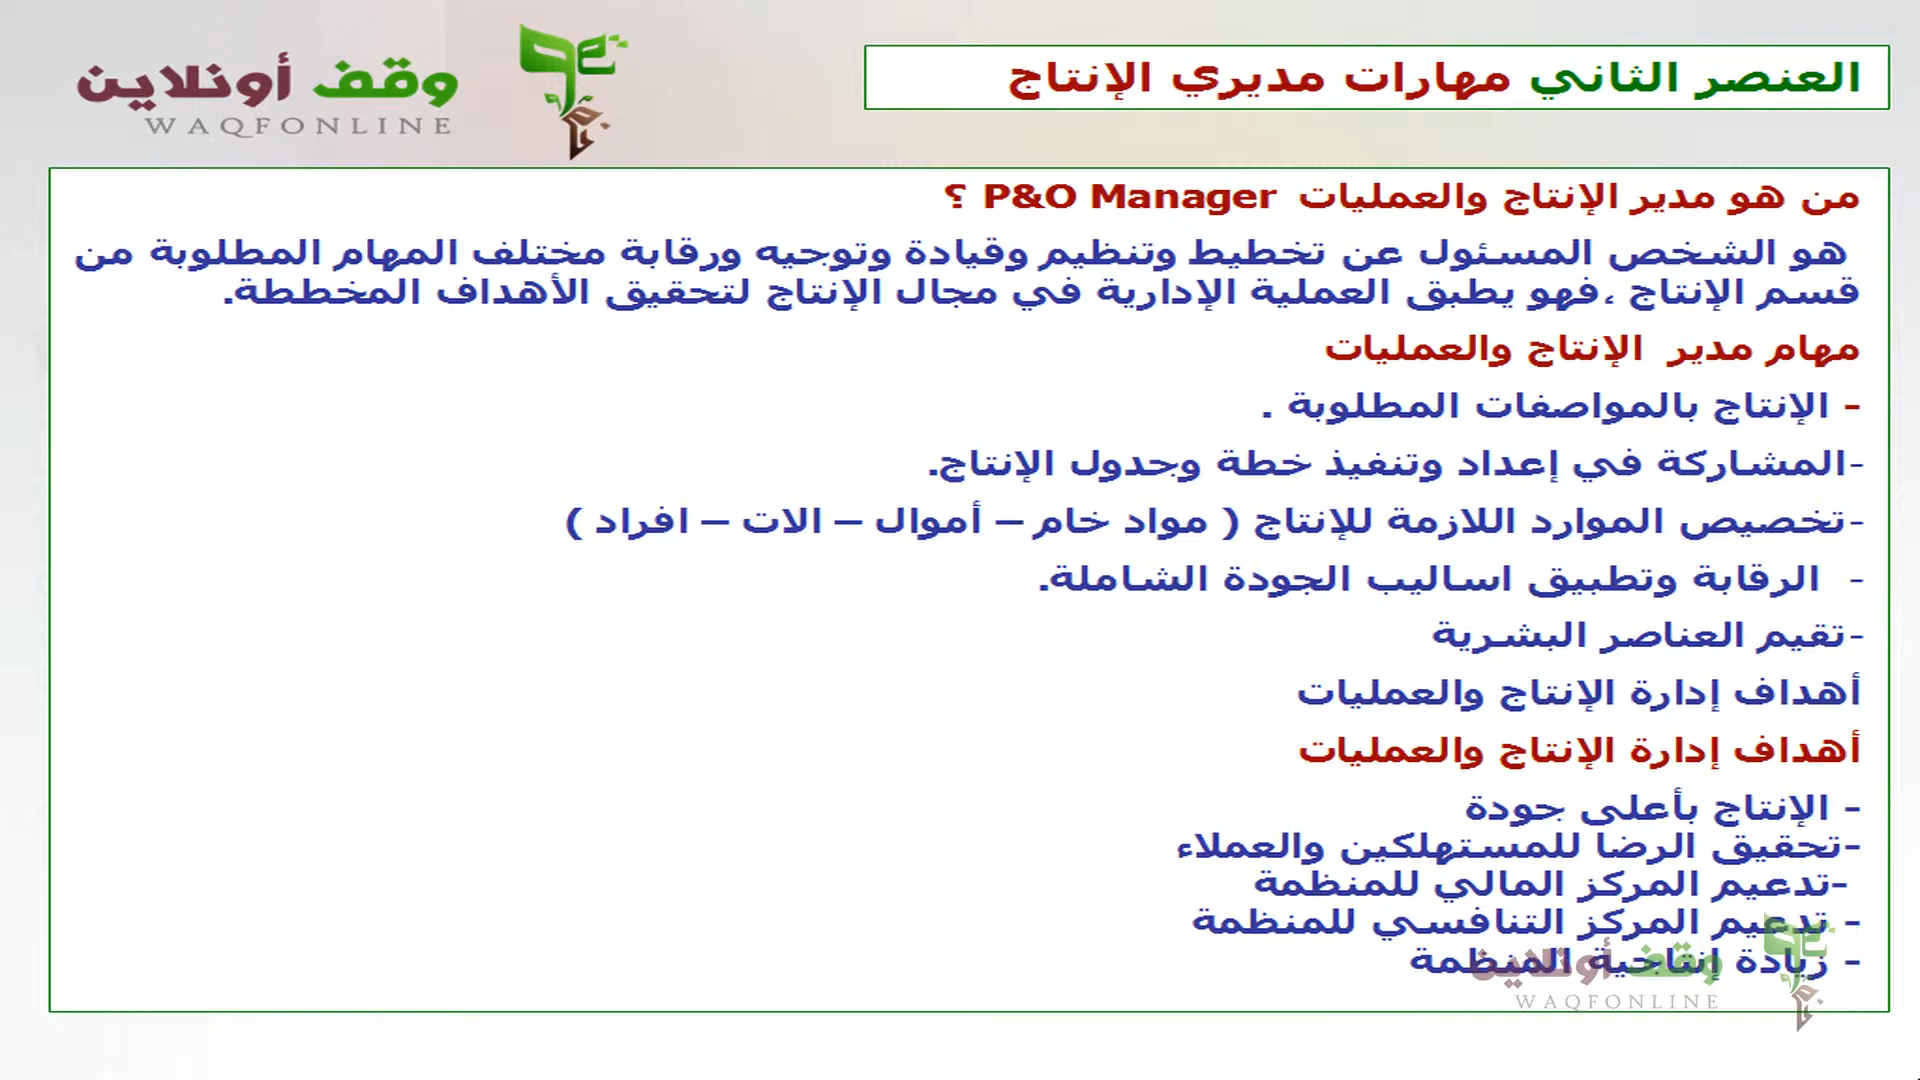 العنصر الثاني مهارات مديري الإنتاج
وقف أونلاين
WAQFONLINE
من هو مدير الإنتاج والعمليات P&O Manager ؟
هو الشخص المسئول عن تخطيط وتنظيم وقيادة وتوجيه ورقابة مختلف المهام المطلوبة من
قسم الإنتاج ،فهو يطبق العملية الإدارية في مجال الإنتاج لتحقيق الأهداف المخططة.
مهام مدير الإنتاج والعمليات
- الإنتاج بالمواصفات المطلوبة .
-المشاركة في إعداد وتنفيذ خطة وجدول الإنتاج.
-تخصيص الموارد اللازمة للإنتاج ( مواد خام – أموال – الات – افراد )
- الرقابة وتطبيق اساليب الجودة الشاملة.
-تقيم العناصر البشرية
أهداف إدارة الإنتاج والعمليات
أهداف إدارة الإنتاج والعمليات
- الإنتاج بأعلى جودة
-تحقيق الرضا للمستهلكين والعملاء
-تدعيم المركز المالي للمنظمة
- تدعيم المركز التنافسي للمنظمة
- زيادة إنتاجية المنظمة
وقف أونلاين
WAQFONLINE